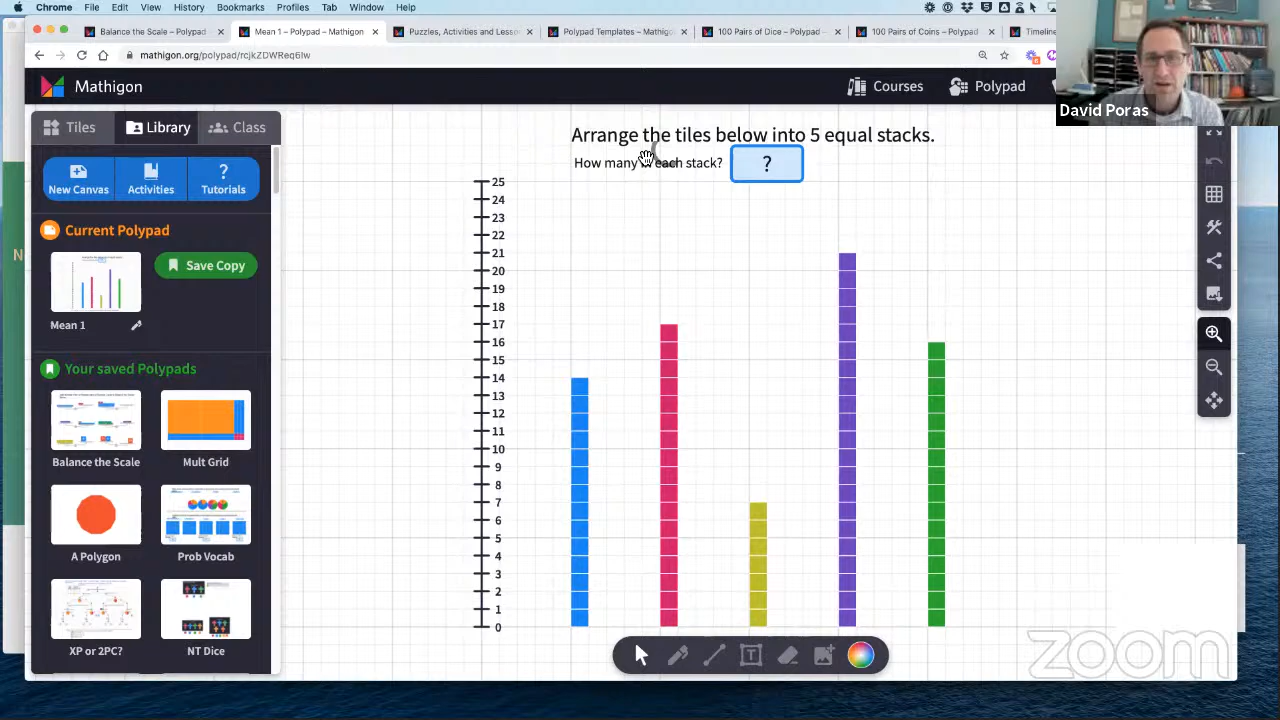 Chrome File Edit View History Bookmarks Profiles Tab Window Help
Balance the Scale – Polypad
Mean 1 – Polypad – Mathigon
Puzzles, Activities and Le
Polypad Templates – Mathig
100 Pairs of Dice – Polypad –
100 Pairs of Coins – Polypad
Timeline
mathigon.org/polypad/rcjkZDWReq6Iw
Mathigon
Courses
Polypad
David Poras
Tiles
Library
Class
New Canvas
Activities
?
Tutorials
Current Polypad
Save Copy
Mean 1
Your saved Polypads
Balance the Scale
Mult Grid
A Polygon
Prob Vocab
XP or 2PC?
NT Dice
Arrange the tiles below into 5 equal stacks.
How many each stack?
?
25
24
23
22
21
20
19
18
17
16
15
14
13
12
11
10
9
8
7
6
5
4
3
2
1
0
N
T
zoom